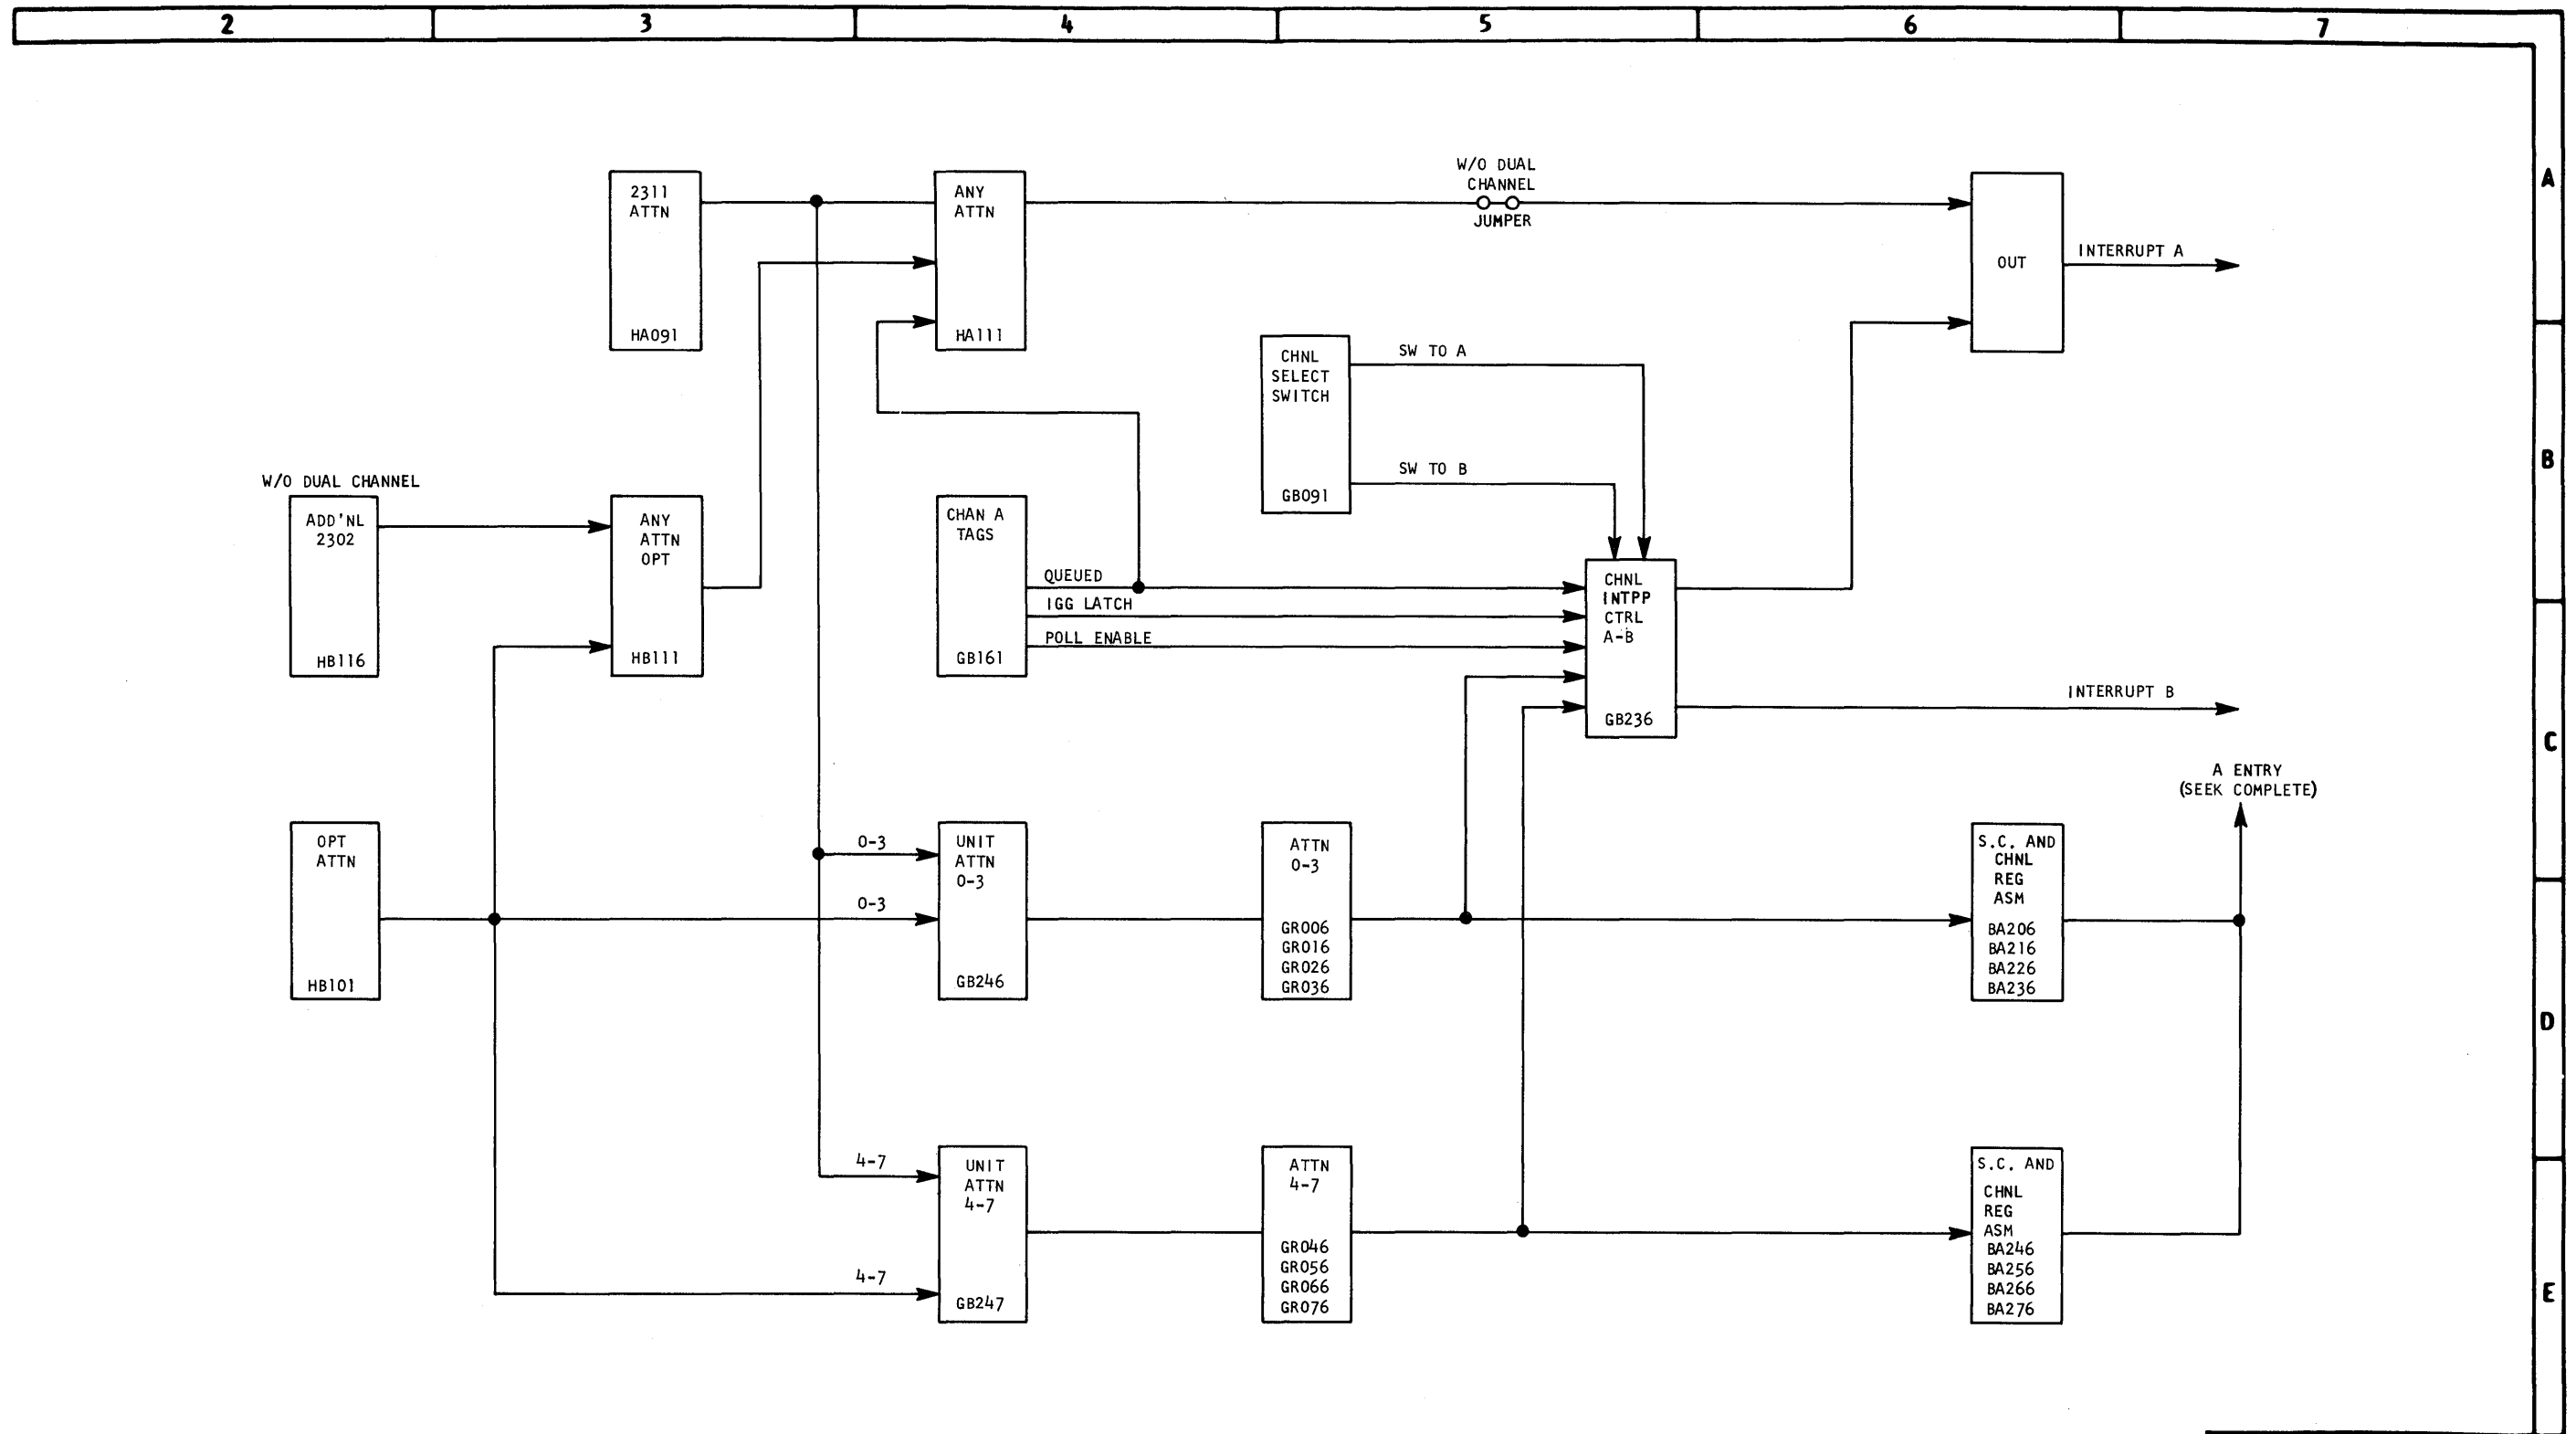 2 3 4 5 6 7
A
B
C
D
E
2311
ATTN
HA091
ANY
ATTN
HA111
W/O DUAL
CHANNEL
JUMPER
OUT
INTERRUPT A
CHNL
SELECT
SWITCH
GB091
SW TO A
SW TO B
W/O DUAL CHANNEL
ADD'NL
2302
HB116
ANY
ATTN
OPT
HB111
CHAN A
TAGS
GB161
QUEUED
IGG LATCH
POLL ENABLE
CHNL
INTPP
CTRL
A-B
GB236
INTERRUPT B
A ENTRY
(SEEK COMPLETE)
OPT
ATTN
HB101
0-3
0-3
UNIT
ATTN
0-3
GB246
ATTN
0-3
GR006
GR016
GR026
GR036
S.C. AND
CHNL
REG
ASM
BA206
BA216
BA226
BA236
4-7
4-7
UNIT
ATTN
4-7
GB247
ATTN
4-7
GR046
GR056
GR066
GR076
S.C. AND
CHNL
REG
ASM
BA246
BA256
BA266
BA276